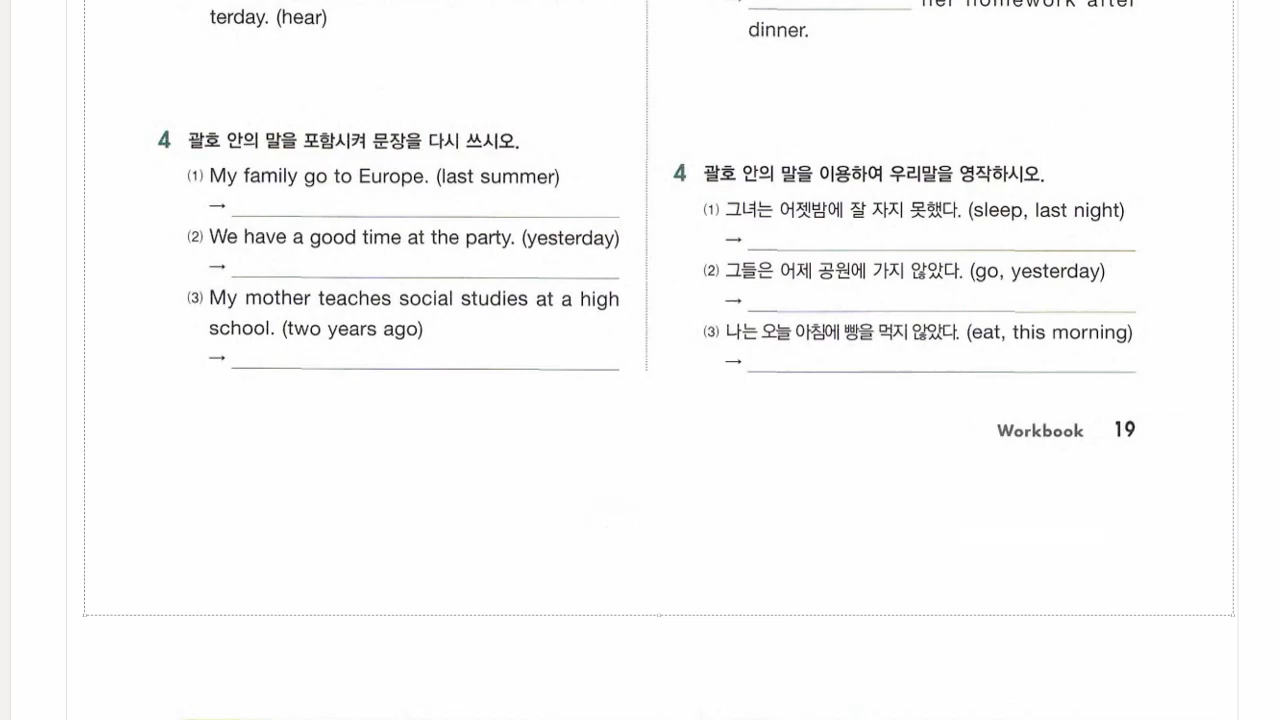 terday. (hear)
4 괄호 안의 말을 포함시켜 문장을 다시 쓰시오.
(1) My family go to Europe. (last summer)
→
(2) We have a good time at the party. (yesterday)
→
(3) My mother teaches social studies at a high
school. (two years ago)
→
her homework after
dinner.
4 괄호 안의 말을 이용하여 우리말을 영작하시오.
(1) 그녀는 어젯밤에 잘 자지 못했다. (sleep, last night)
→
(2) 그들은 어제 공원에 가지 않았다. (go, yesterday)
→
(3) 나는 오늘 아침에 빵을 먹지 않았다. (eat, this morning)
→
Workbook 19